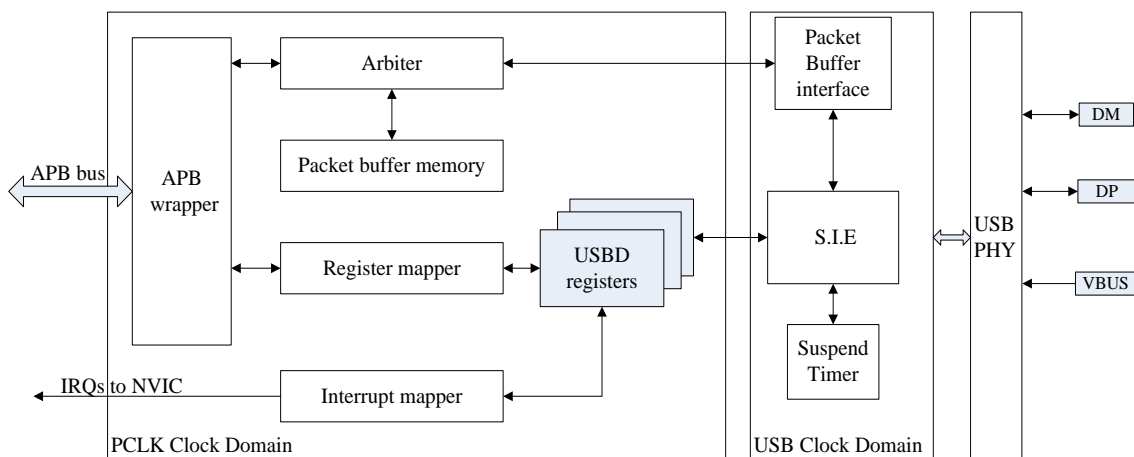 Arbiter
Packet
Buffer
interface
Packet buffer memory
APB bus
APB
wrapper
Register mapper
USBD
registers
S.I.E
USB
PHY
DM
DP
VBUS
Suspend
Timer
IRQs to NVIC
Interrupt mapper
PCLK Clock Domain
USB Clock Domain